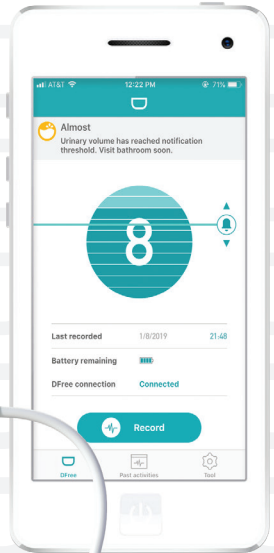 AT&T 12:22 PM 71%
Almost
Urinary volume has reached notification
threshold. Visit bathroom soon.
8
Last recorded 1/8/2019 21:48
Battery remaining
DFree connection Connected
Record
DFree Past activities Tool